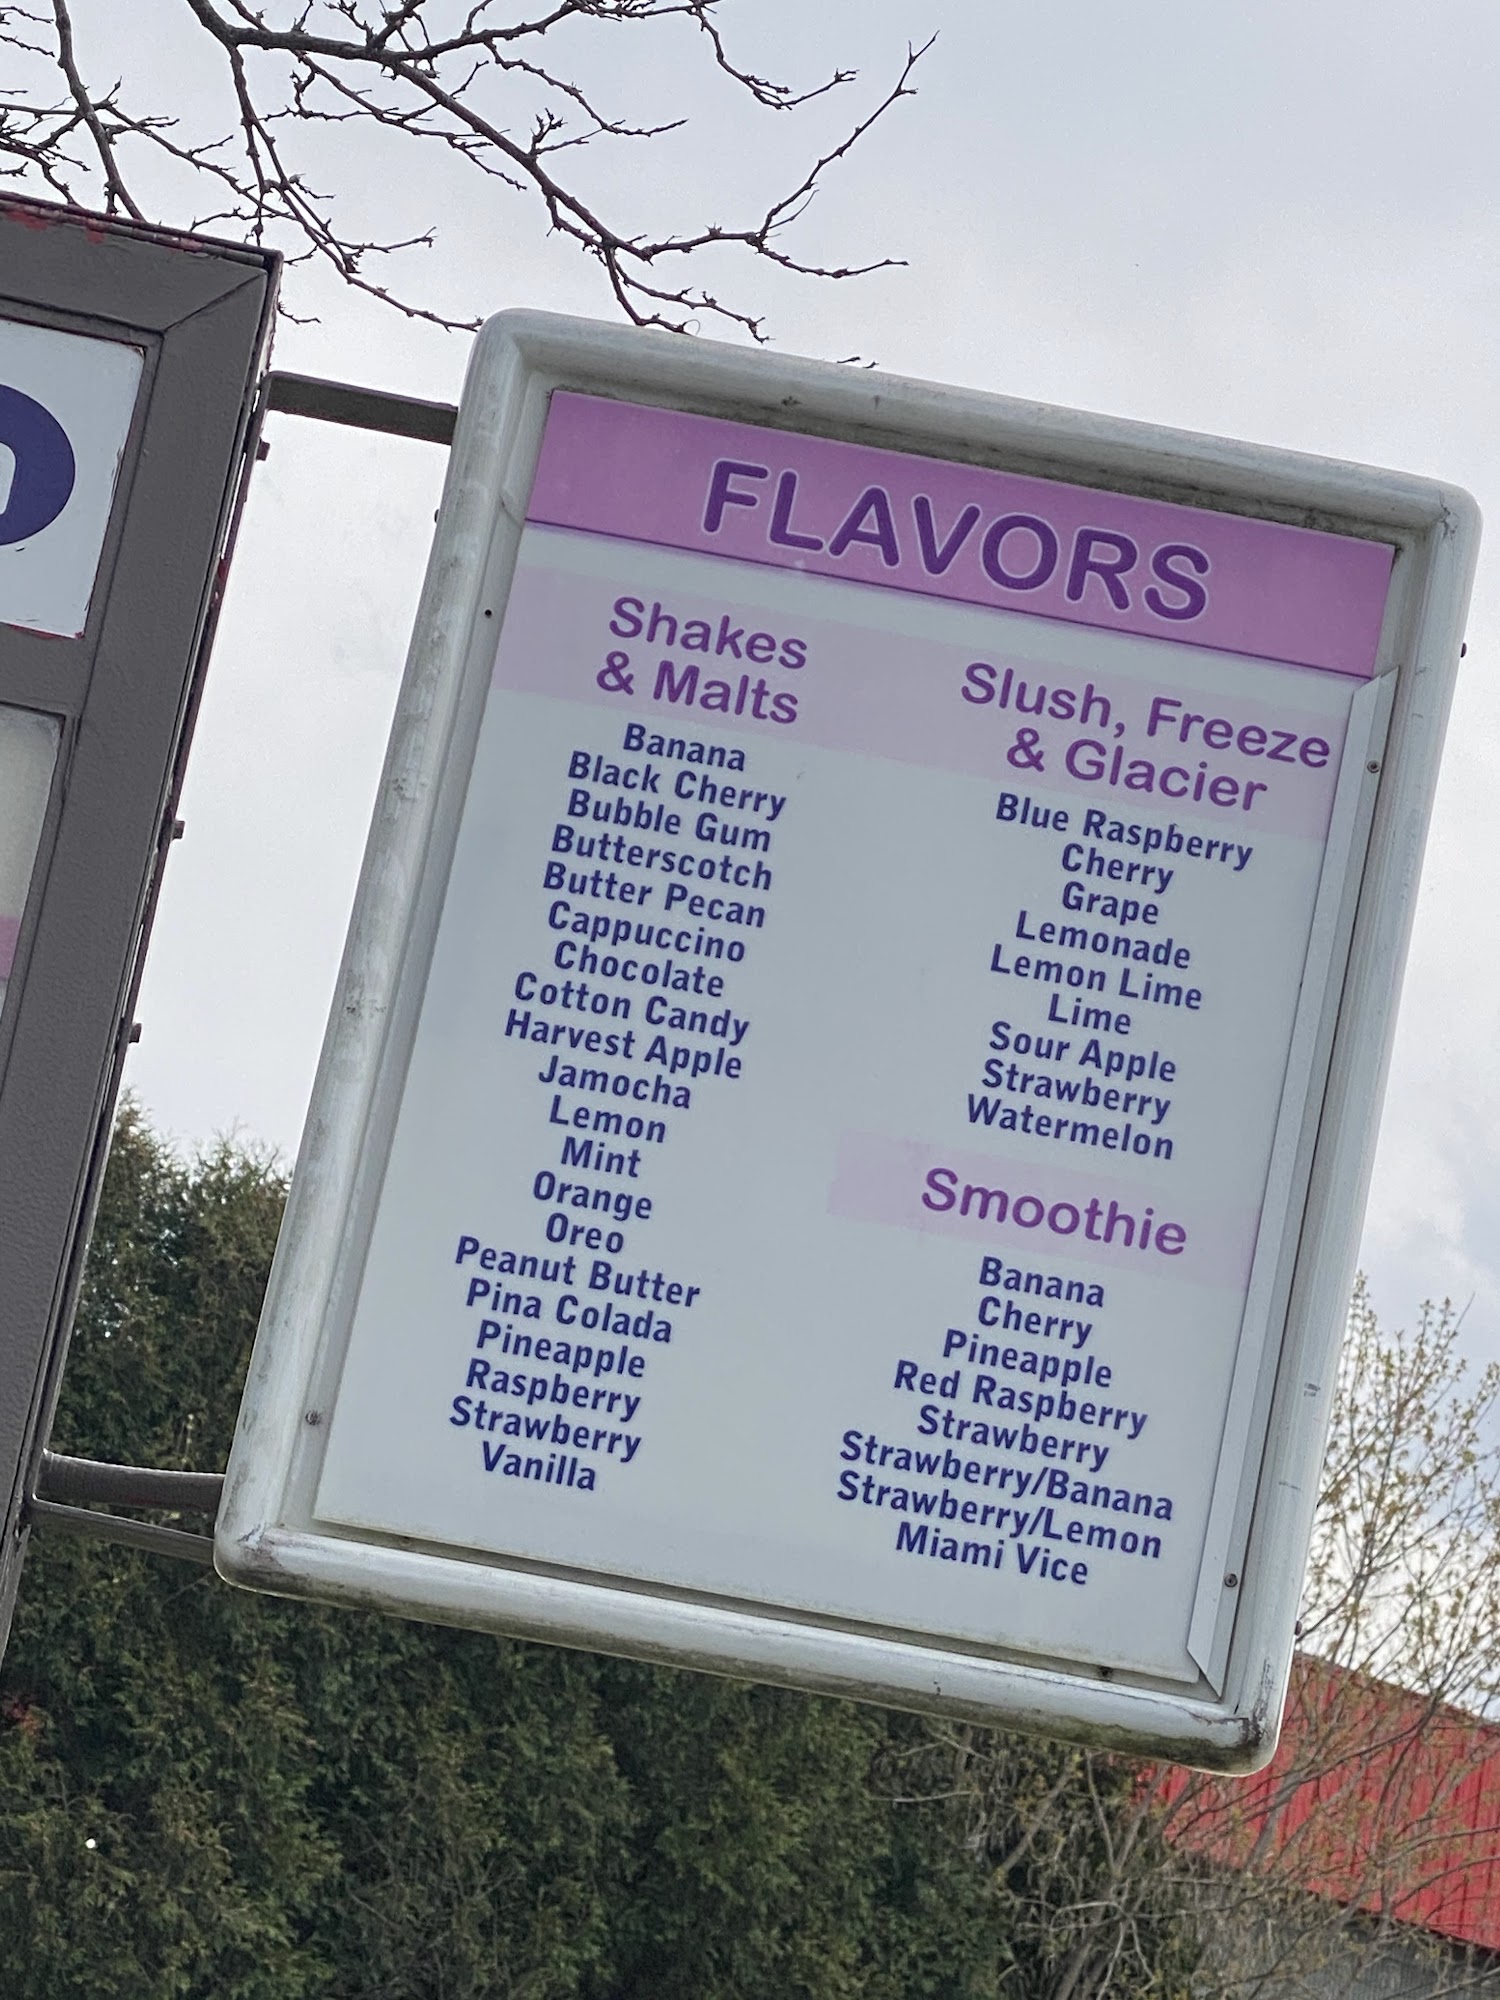 FLAVORS
Shakes
& Malts
Banana
Black Cherry
Bubble Gum
Butterscotch
Butter Pecan
Cappuccino
Chocolate
Cotton Candy
Harvest Apple
Jamocha
Lemon
Mint
Orange
Oreo
Peanut Butter
Pina Colada
Pineapple
Raspberry
Strawberry
Vanilla
Slush, Freeze
& Glacier
Blue Raspberry
Cherry
Grape
Lemonade
Lemon Lime
Lime
Sour Apple
Strawberry
Watermelon
Smoothie
Banana
Cherry
Pineapple
Red Raspberry
Strawberry
Strawberry/Banana
Strawberry/Lemon
Miami Vice